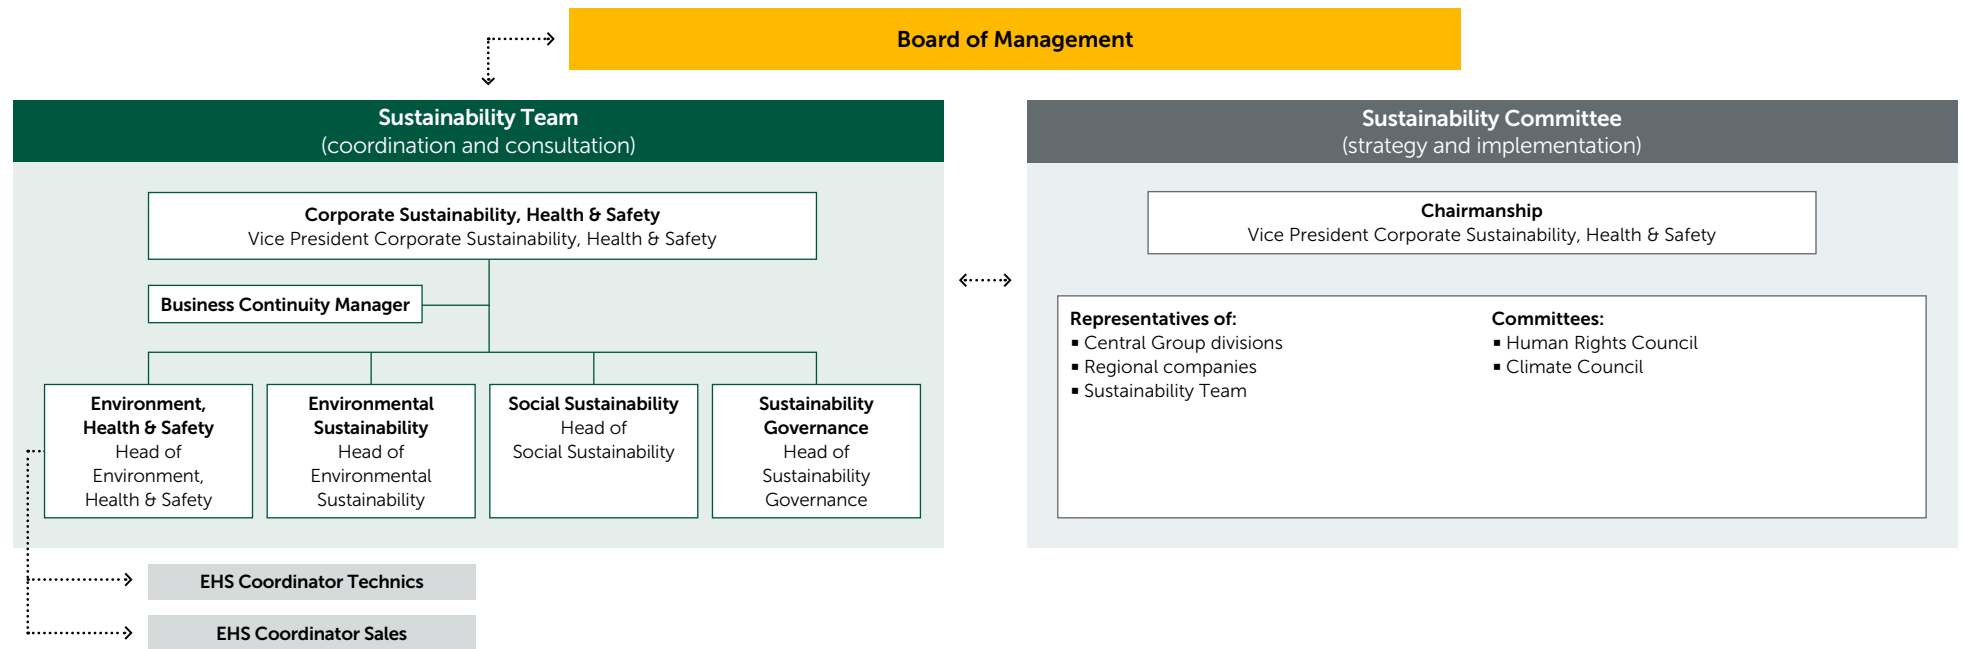 Board of Management
Sustainability Team
(coordination and consultation)
Corporate Sustainability, Health & Safety
Vice President Corporate Sustainability, Health & Safety
Business Continuity Manager
Environment,
Health & Safety
Head of
Environment,
Health & Safety
Environmental
Sustainability
Head of
Environmental
Sustainability
Social Sustainability
Head of
Social Sustainability
Sustainability
Governance
Head of
Sustainability
Governance
EHS Coordinator Technics
EHS Coordinator Sales
Sustainability Committee
(strategy and implementation)
Chairmanship
Vice President Corporate Sustainability, Health & Safety
Representatives of:
▪ Central Group divisions
▪ Regional companies
▪ Sustainability Team
Committees:
▪ Human Rights Council
▪ Climate Council